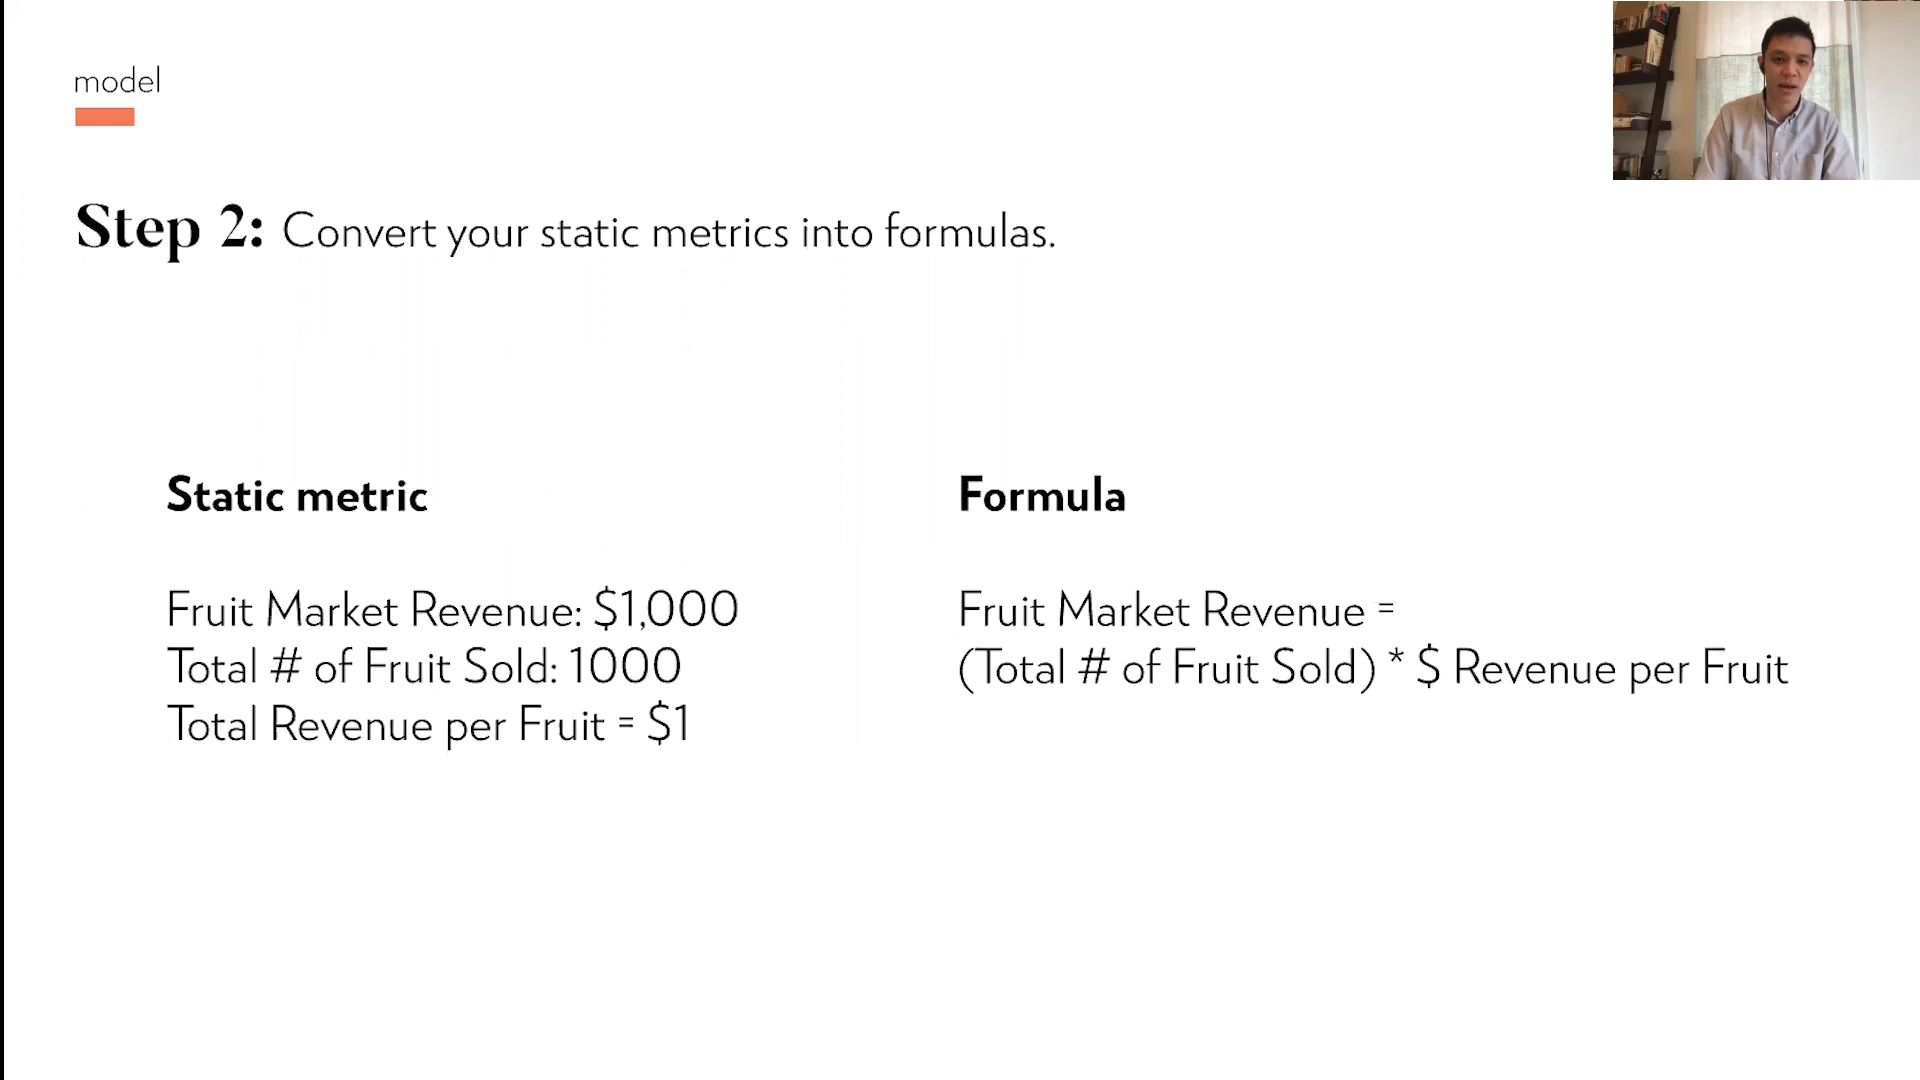 model
Step 2: Convert your static metrics into formulas.
Static metric
Fruit Market Revenue: $1,000
Total # of Fruit Sold: 1000
Total Revenue per Fruit = $1
Formula
Fruit Market Revenue =
(Total # of Fruit Sold) * $ Revenue per Fruit